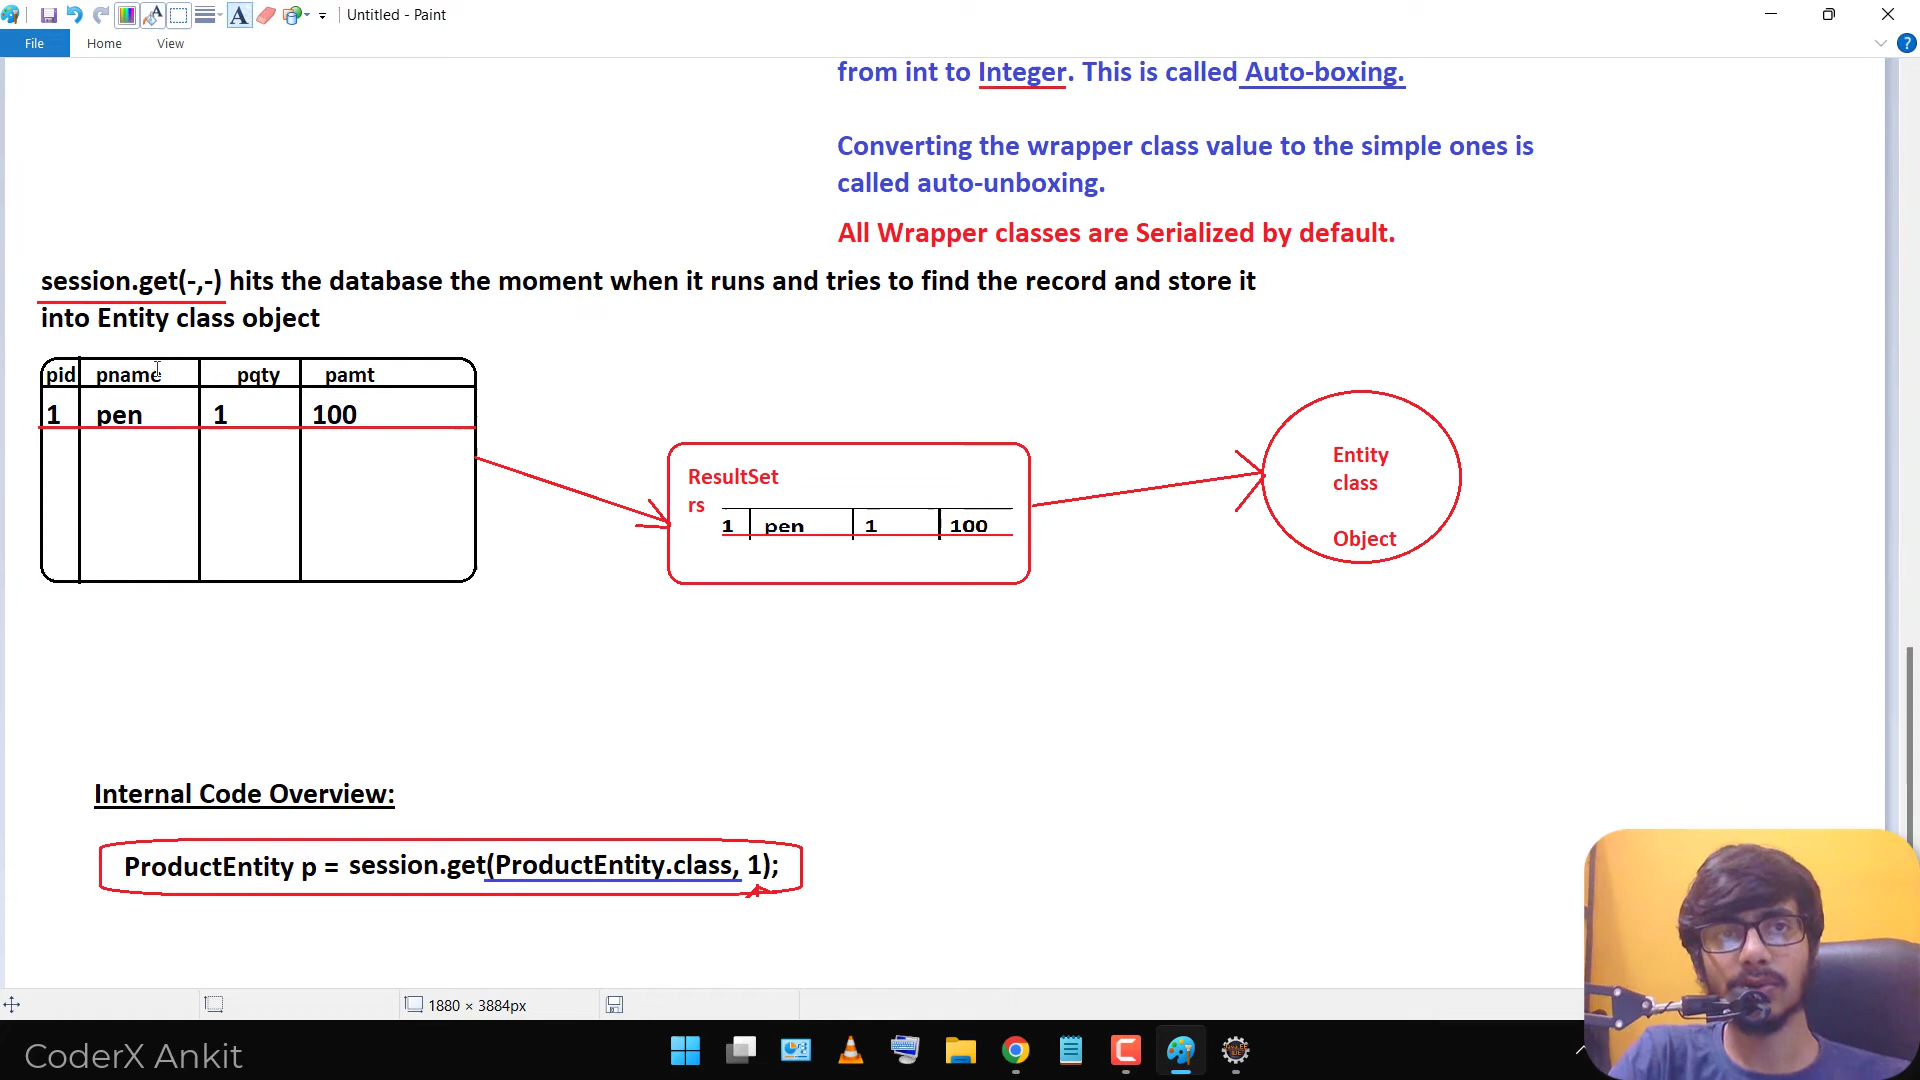 Untitled - Paint
File Home View
from int to Integer. This is called Auto-boxing.
Converting the wrapper class value to the simple ones is
called auto-unboxing.
All Wrapper classes are Serialized by default.
session.get(-,-) hits the database the moment when it runs and tries to find the record and store it
into Entity class object
pid pname pqty pamt
1 pen 1 100
ResultSet
rs
1 pen 1 100
Entity
class
Object
Internal Code Overview:
ProductEntity p = session.get(ProductEntity.class, 1);
1880 × 3884px
CoderX Ankit